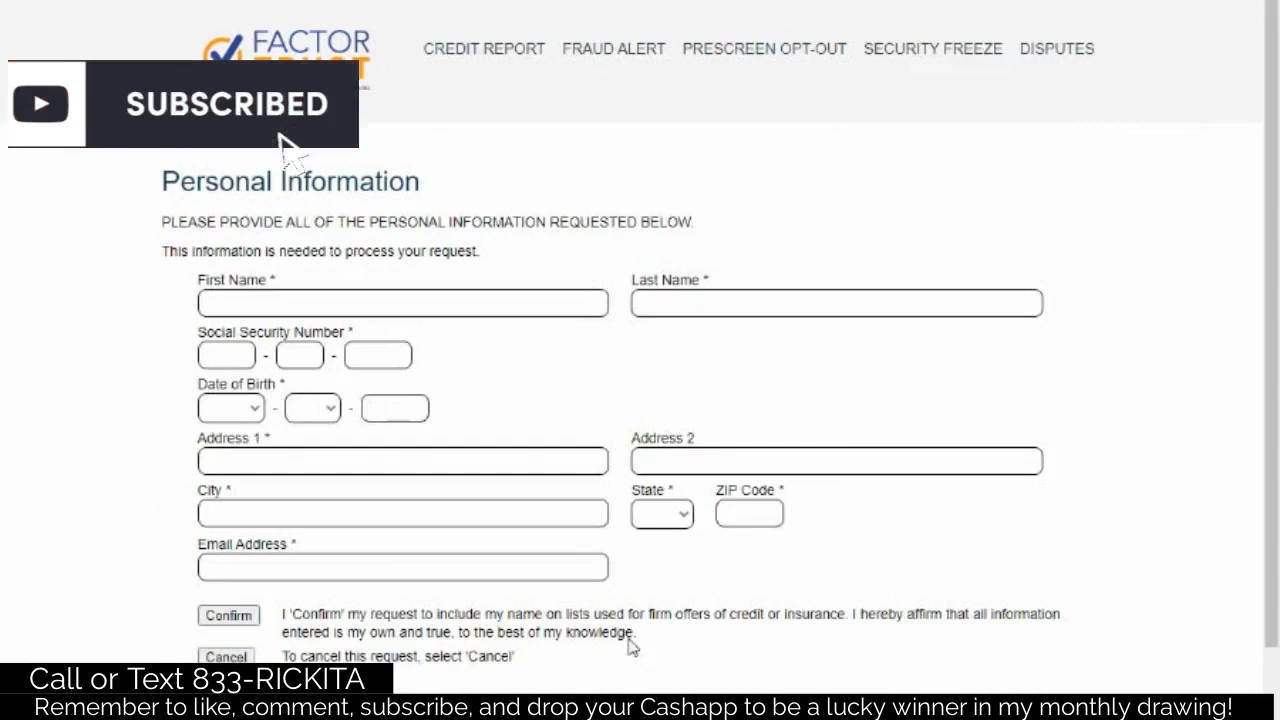 FACTOR
CREDIT REPORT FRAUD ALERT PRESCREEN OPT-OUT SECURITY FREEZE DISPUTES
SUBSCRIBED
Personal Information
PLEASE PROVIDE ALL OF THE PERSONAL INFORMATION REQUESTED BELOW.
This information is needed to process your request.
First Name * Last Name *
Social Security Number *
- -
Date of Birth *
- -
Address 1 * Address 2
City * State * ZIP Code *
Email Address *
Confirm I 'Confirm' my request to include my name on lists used for firm offers of credit or insurance. I hereby affirm that all information
entered is my own and true, to the best of my knowledge.
Cancel To cancel this request, select 'Cancel'
Call or Text 833-RICKITA
Remember to like, comment, subscribe, and drop your Cashapp to be a lucky winner in my monthly drawing!